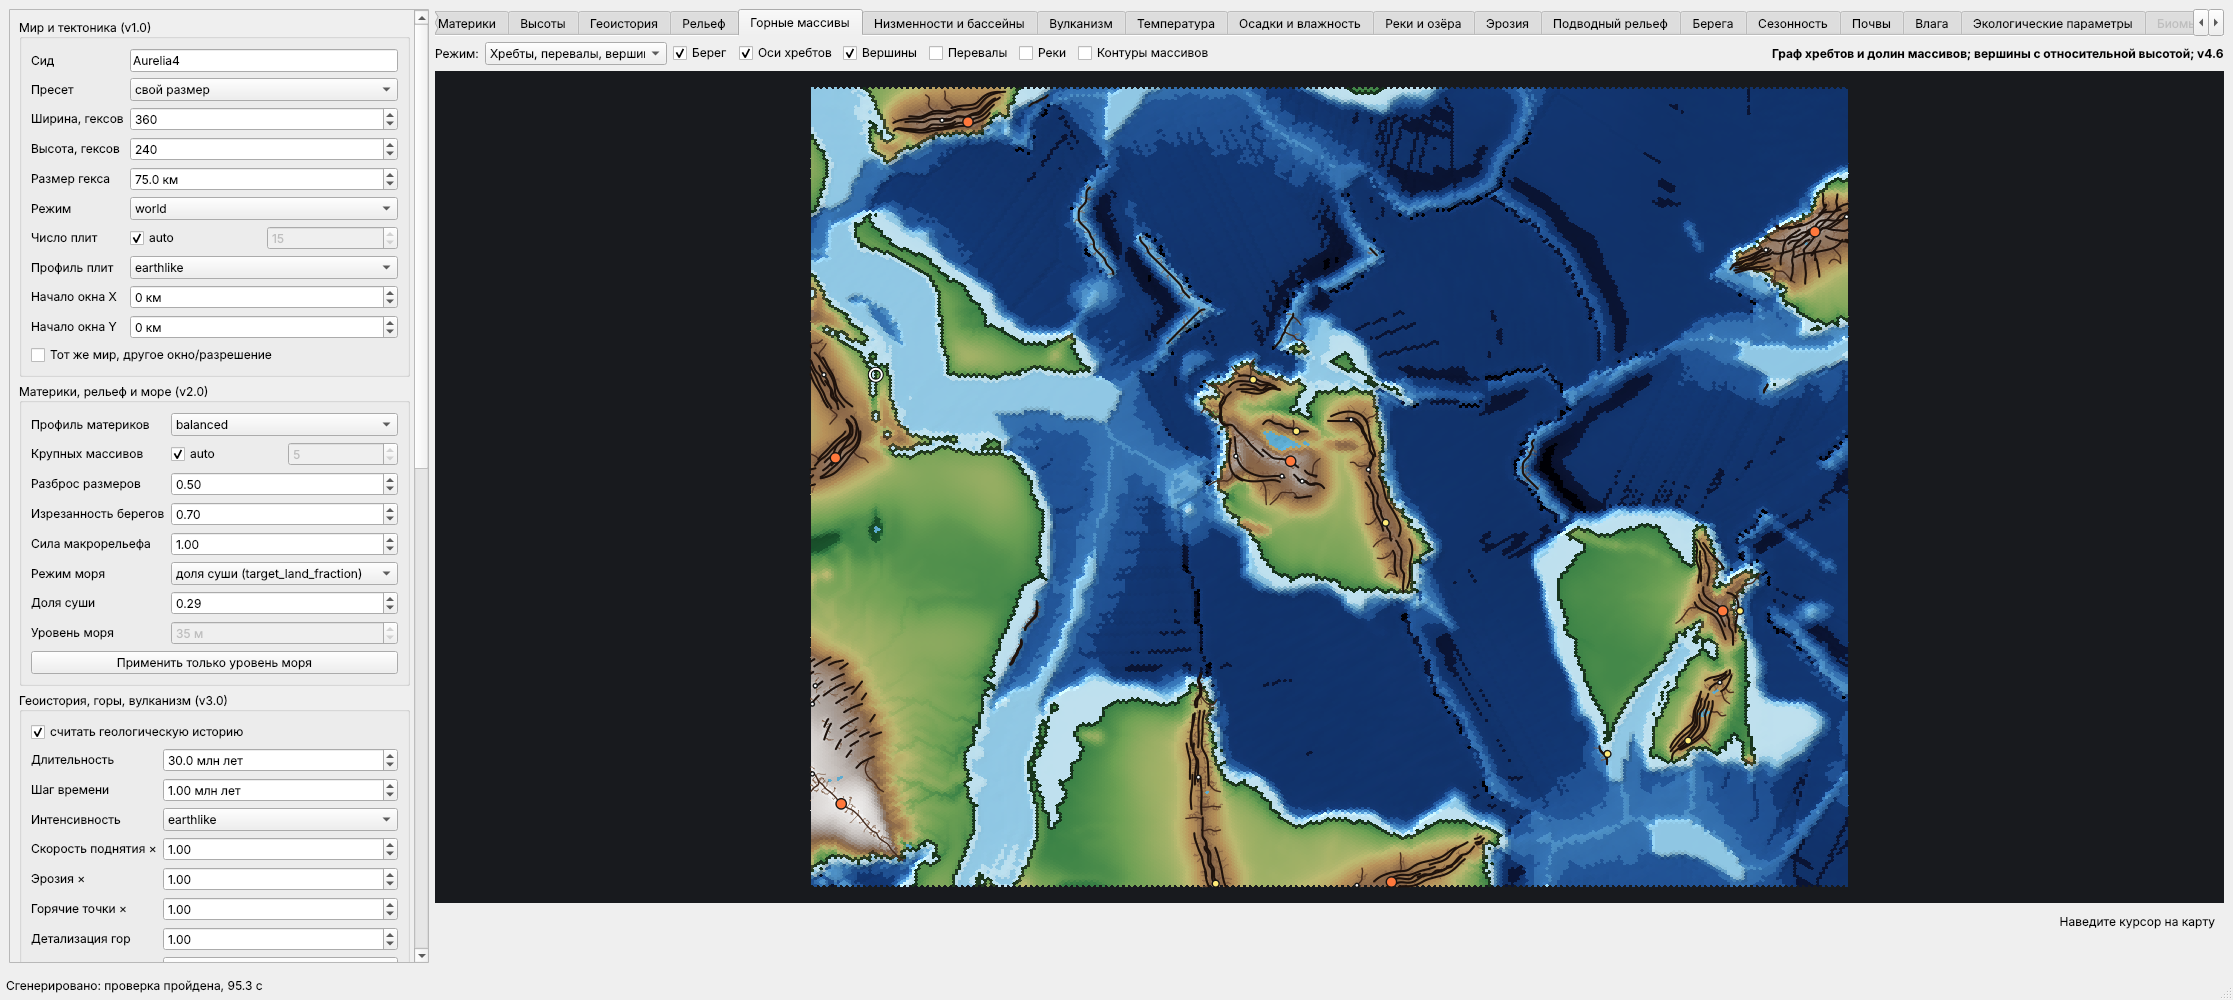 Мир и тектоника (v1.0)
Сид
Aurelia4
Пресет
свой размер
Ширина, гексов
360
Высота, гексов
240
Размер гекса
75.0 км
Режим
world
Число плит
auto
15
Профиль плит
earthlike
Начало окна X
0 км
Начало окна Y
0 км
Тот же мир, другое окно/разрешение
Материки, рельеф и море (v2.0)
Профиль материков
balanced
Крупных массивов
auto
5
Разброс размеров
0.50
Изрезанность берегов
0.70
Сила макрорельефа
1.00
Режим моря
доля суши (target_land_fraction)
Доля суши
0.29
Уровень моря
35 м
Применить только уровень моря
Геоистория, горы, вулканизм (v3.0)
считать геологическую историю
Длительность
30.0 млн лет
Шаг времени
1.00 млн лет
Интенсивность
earthlike
Скорость поднятия ×
1.00
Эрозия ×
1.00
Горячие точки ×
1.00
Детализация гор
1.00
Сгенерировано: проверка пройдена, 95.3 с
Материки Высоты Геоистория Рельеф Горные массивы Низменности и бассейны Вулканизм Температура Осадки и влажность Реки и озёра Эрозия Подводный рельеф Берега Сезонность Почвы Влага Экологические параметры
Режим: Хребты, перевалы, верши Берег Оси хребтов Вершины Перевалы Реки Контуры массивов
Граф хребтов и долин массивов; вершины с относительной высотой; v4.6
Наведите курсор на карту